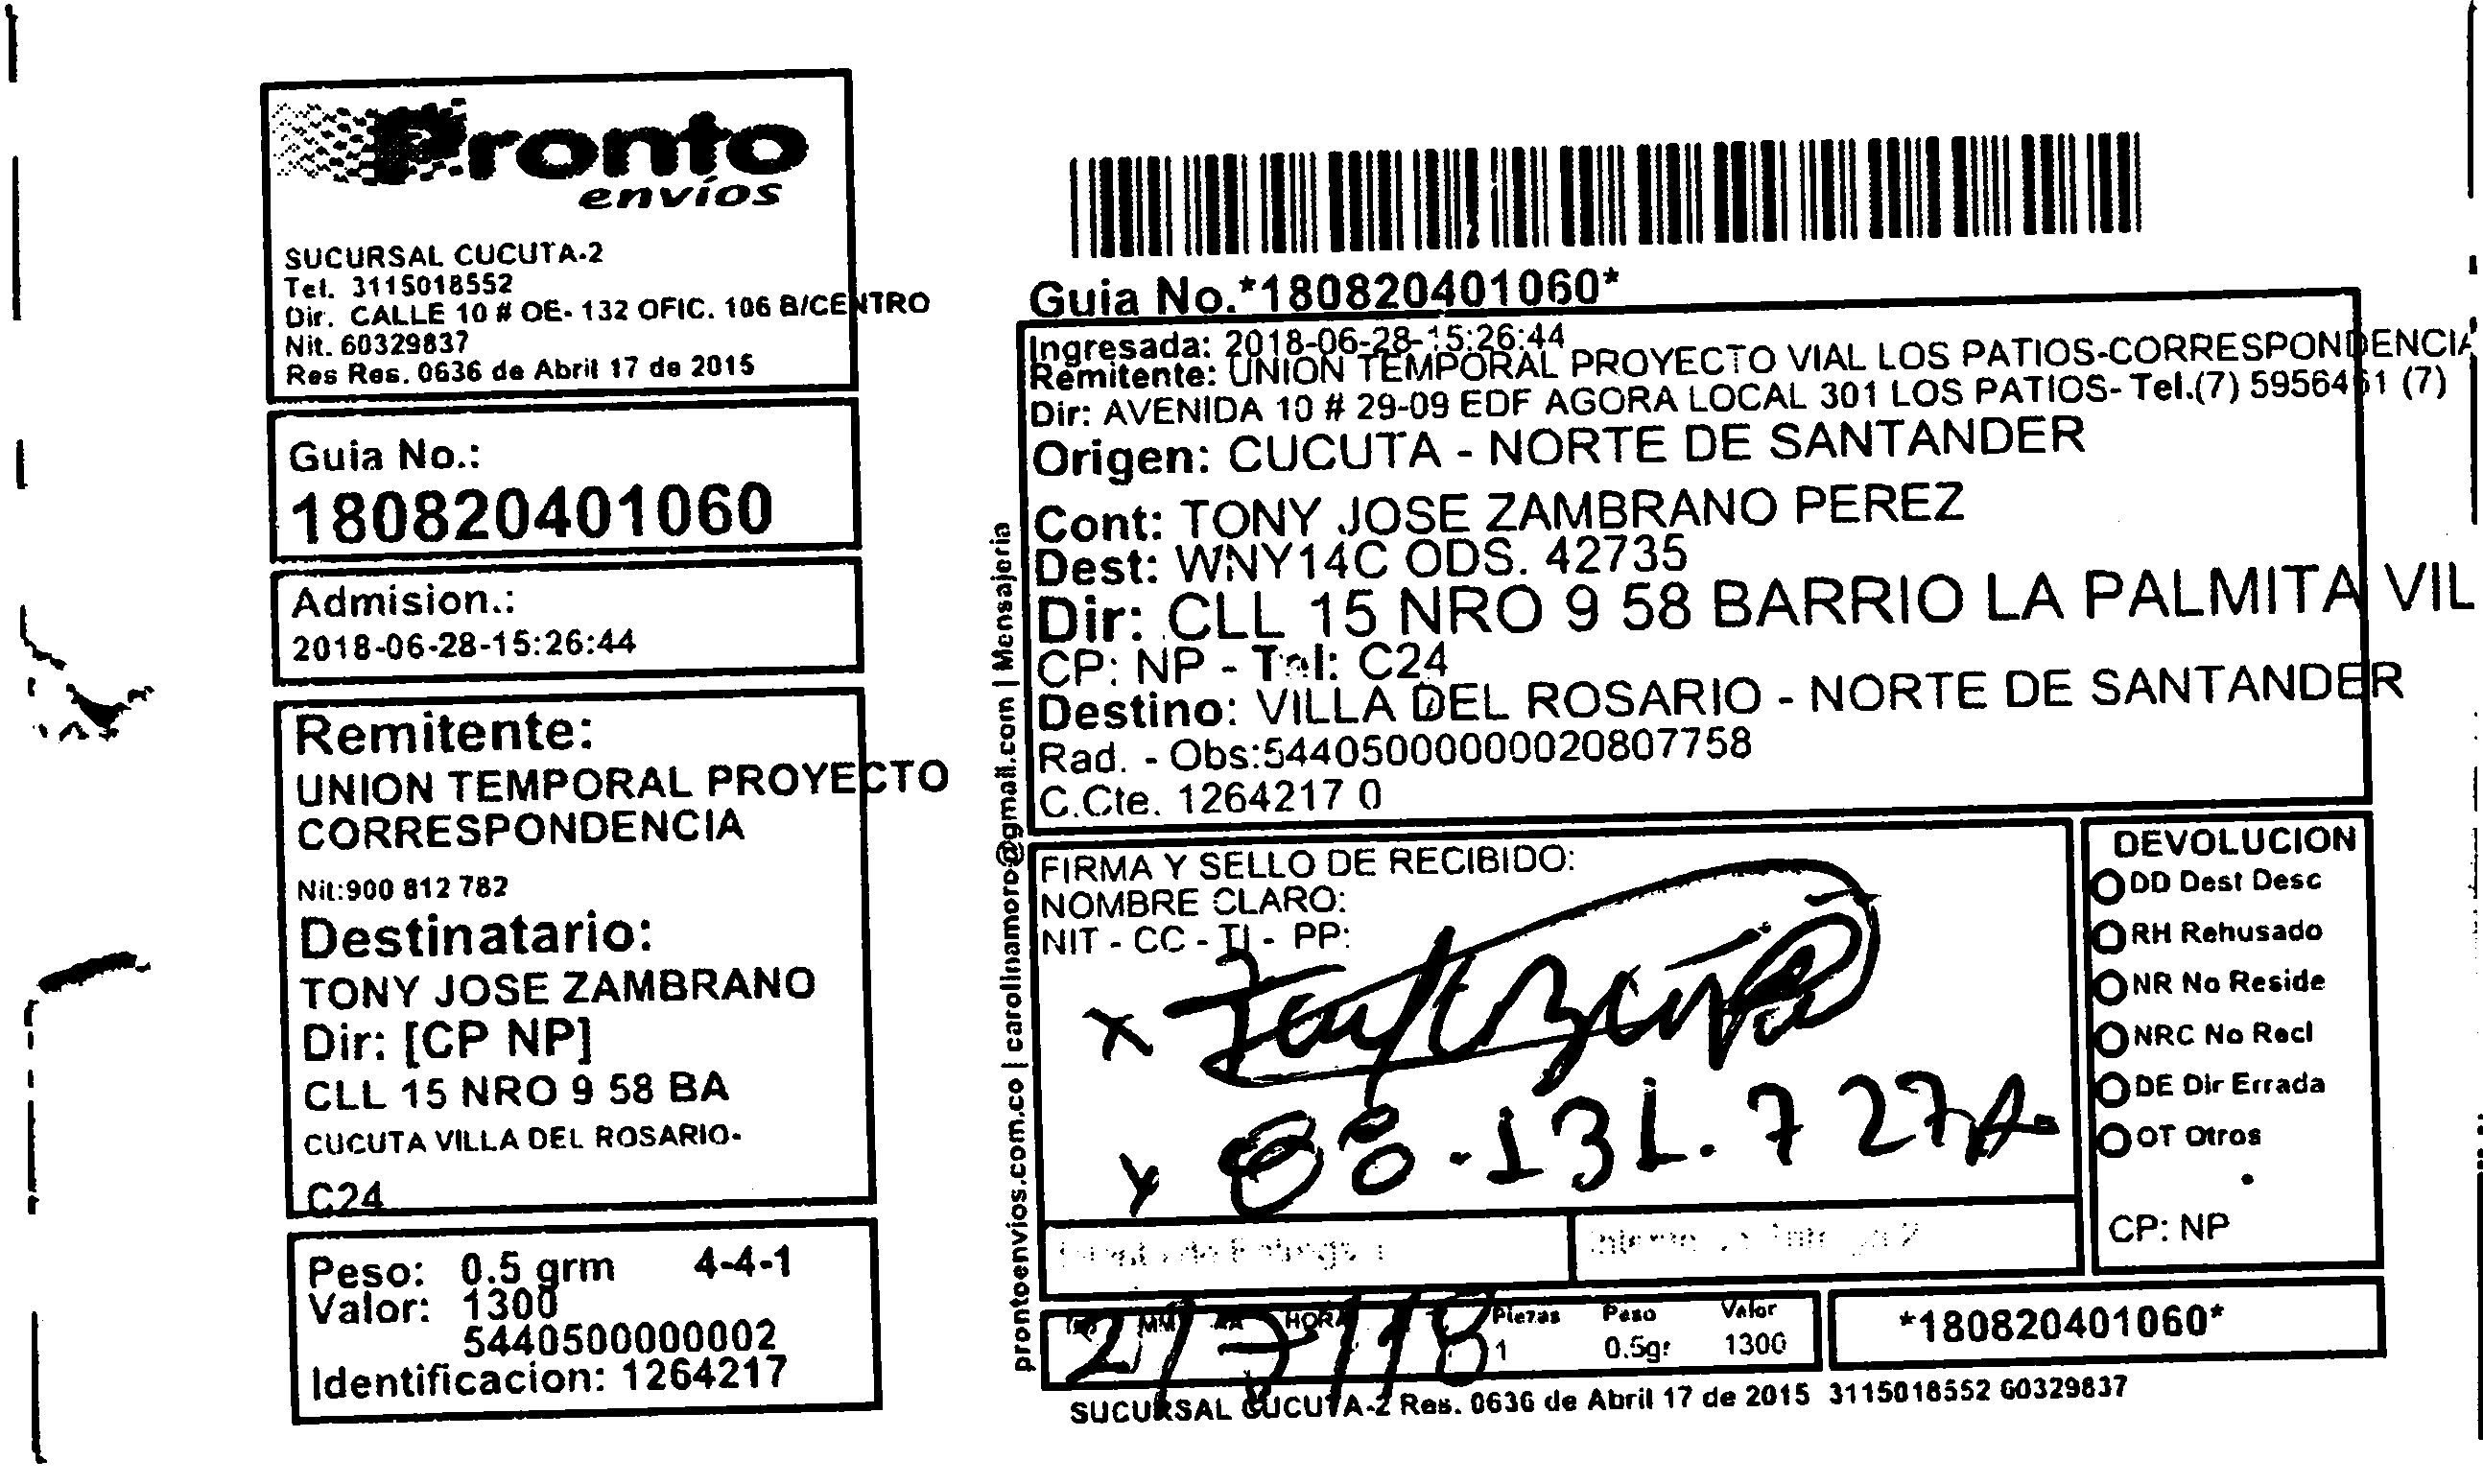 Pronto
envíos
SUCURSAL CUCUTA-2
Tel. 3115018552
Dir. CALLE 10 # OE- 132 OFIC. 106 B/CENTRO
Nit. 60329837
Res Res. 0636 de Abril 17 de 2015
Guia No.:
180820401060
Admision.:
2018-06-28-15:26:44
Remitente:
UNION TEMPORAL PROYECTO
CORRESPONDENCIA
Nit:900 812 782
Destinatario:
TONY JOSE ZAMBRANO
Dir: [CP NP]
CLL 15 NRO 9 58 BA
CUCUTA VILLA DEL ROSARIO-
C24
Peso: 0.5 grm 4-4-1
Valor: 1300
5440500000002
Identificacion: 1264217
Guia No.*180820401060*
Ingresada: 2018-06-28-15:26:44
Remitente: UNION TEMPORAL PROYECTO VIAL LOS PATIOS-CORRESPONDENCIA
Dir: AVENIDA 10 # 29-09 EDF AGORA LOCAL 301 LOS PATIOS- Tel.(7) 5956461 (7)
Origen: CUCUTA - NORTE DE SANTANDER
Cont: TONY JOSE ZAMBRANO PEREZ
Dest: WNY14C ODS. 42735
Dir: CLL 15 NRO 9 58 BARRIO LA PALMITA VIL
CP: NP - Tel: C24
Destino: VILLA DEL ROSARIO - NORTE DE SANTANDER
Rad. - Obs:544050000000020807758
C.Cte. 1264217 0
prontoenvios.com.co | carolinamoro@gmail.com | Mensajeria
FIRMA Y SELLO DE RECIBIDO:
NOMBRE CLARO:
NIT - CC - TI - PP:
X
88.131.727
DEVOLUCION
DD Dest Desc
RH Rehusado
NR No Reside
NRC No Recl
DE Dir Errada
OT Otros
CP: NP
MM AA HORA Piezas Peso Valor
1 0.5gr 1300
*180820401060*
SUCURSAL CUCUTA-2 Res. 0636 de Abril 17 de 2015 3115018552 60329837